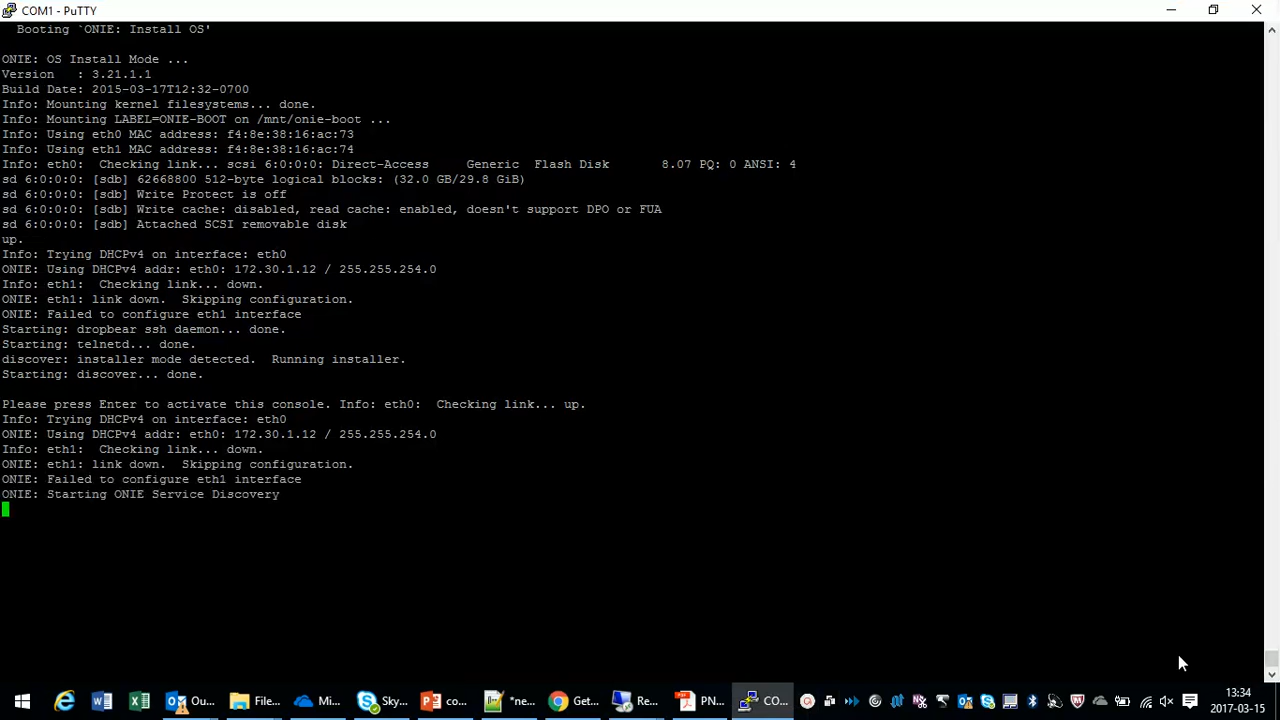 COM1 - PuTTY
Booting `ONIE: Install OS'
ONIE: OS Install Mode ...
Version   : 3.21.1.1
Build Date: 2015-03-17T12:32-0700
Info: Mounting kernel filesystems... done.
Info: Mounting LABEL=ONIE-BOOT on /mnt/onie-boot ...
Info: Using eth0 MAC address: f4:8e:38:16:ac:73
Info: Using eth1 MAC address: f4:8e:38:16:ac:74
Info: eth0:  Checking link... scsi 6:0:0:0: Direct-Access     Generic  Flash Disk       8.07 PQ: 0 ANSI: 4
sd 6:0:0:0: [sdb] 62668800 512-byte logical blocks: (32.0 GB/29.8 GiB)
sd 6:0:0:0: [sdb] Write Protect is off
sd 6:0:0:0: [sdb] Write cache: disabled, read cache: enabled, doesn't support DPO or FUA
sd 6:0:0:0: [sdb] Attached SCSI removable disk
up.
Info: Trying DHCPv4 on interface: eth0
ONIE: Using DHCPv4 addr: eth0: 172.30.1.12 / 255.255.254.0
Info: eth1:  Checking link... down.
ONIE: eth1: link down.  Skipping configuration.
ONIE: Failed to configure eth1 interface
Starting: dropbear ssh daemon... done.
Starting: telnetd... done.
discover: installer mode detected.  Running installer.
Starting: discover... done.
Please press Enter to activate this console. Info: eth0:  Checking link... up.
Info: Trying DHCPv4 on interface: eth0
ONIE: Using DHCPv4 addr: eth0: 172.30.1.12 / 255.255.254.0
Info: eth1:  Checking link... down.
ONIE: eth1: link down.  Skipping configuration.
ONIE: Failed to configure eth1 interface
ONIE: Starting ONIE Service Discovery
Ou... File... Mi... Sky... co... *ne... Get... Re... PN... CO...
13:34
2017-03-15